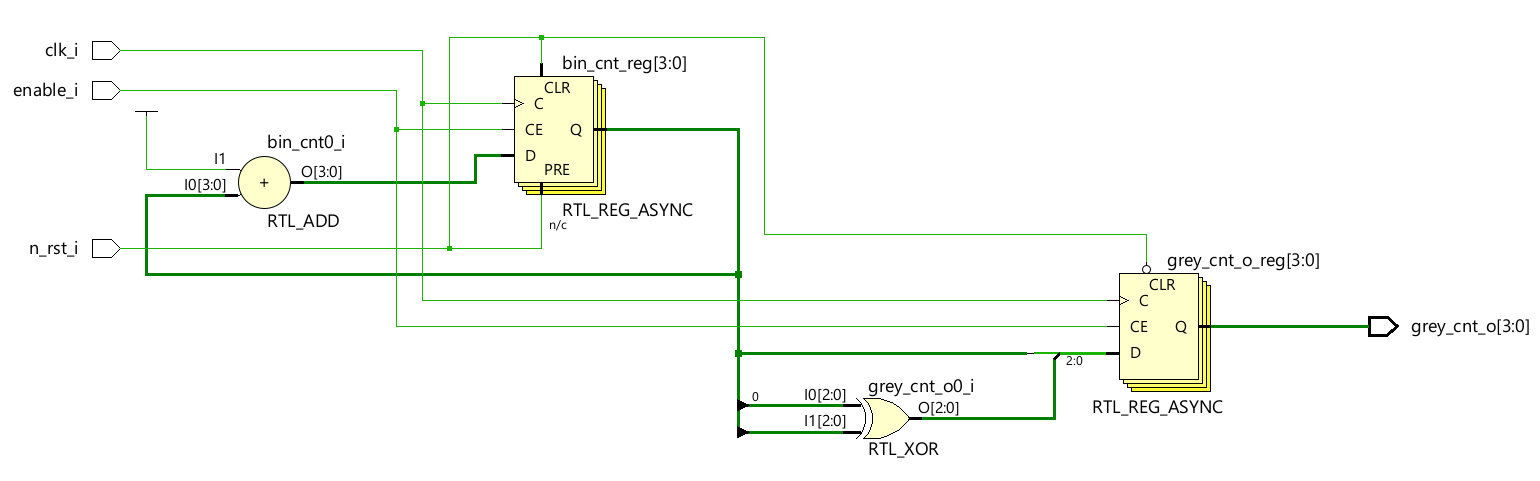 clk_i
enable_i
n_rst_i
bin_cnt0_i
I1
I0[3:0]
+
O[3:0]
RTL_ADD
bin_cnt_reg[3:0]
CLR
C
CE
Q
D
PRE
n/c
RTL_REG_ASYNC
grey_cnt_o_reg[3:0]
CLR
C
CE
Q
D
2:0
RTL_REG_ASYNC
grey_cnt_o[3:0]
grey_cnt_o0_i
0
I0[2:0]
I1[2:0]
O[2:0]
RTL_XOR